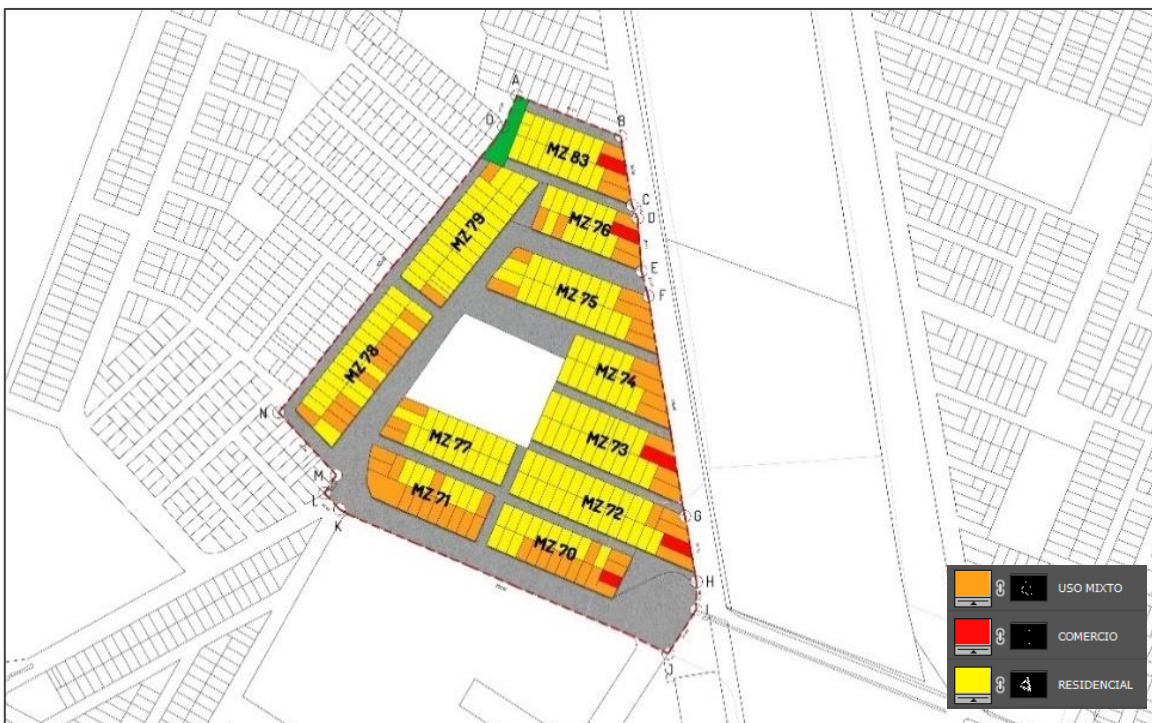 A
O
B
MZ 83
C
D
MZ 76
MZ 79
E
F
MZ 75
MZ 78
MZ 74
N
MZ 77
MZ 73
M
L
K
MZ 71
MZ 72
G
MZ 70
H
I
J
USO MIXTO
COMERCIO
RESIDENCIAL